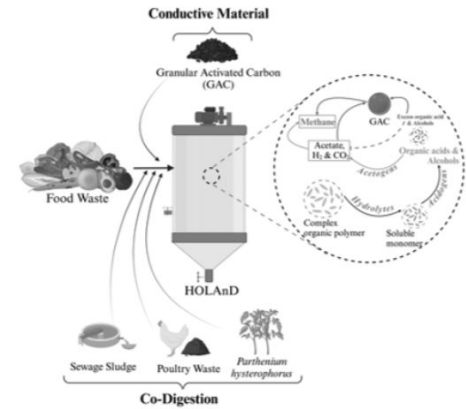 Conductive Material
Granular Activated Carbon
(GAC)
Food Waste
HOLAnD
Methane
GAC
Excess organic acid
& Alcohols
Acetate,
H₂ & CO₂
Organic acids &
Alcohols
Acetogens
Acidogens
Hydrolytes
Complex
organic polymer
Soluble
monomer
Sewage Sludge
Poultry Waste
Parthenium
hysterophorus
Co-Digestion